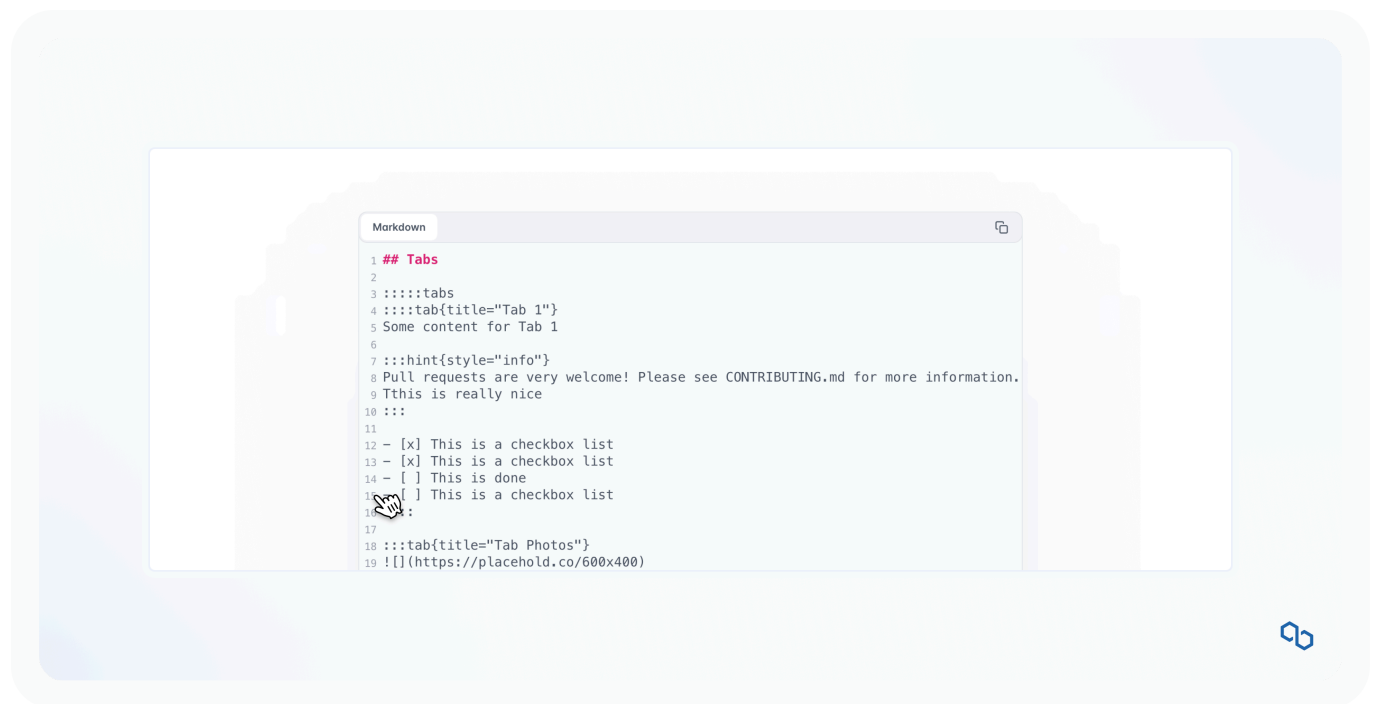 Markdown
1 ## Tabs
2
3 :::::tabs
4 ::::tab{title="Tab 1"}
5 Some content for Tab 1
6
7 :::hint{style="info"}
8 Pull requests are very welcome! Please see CONTRIBUTING.md for more information.
9 Tthis is really nice
10 :::
11
12 - [x] This is a checkbox list
13 - [x] This is a checkbox list
14 - [ ] This is done
15 [ ] This is a checkbox list
16 ::
17
18 :::tab{title="Tab Photos"}
19 ![](https://placehold.co/600x400)